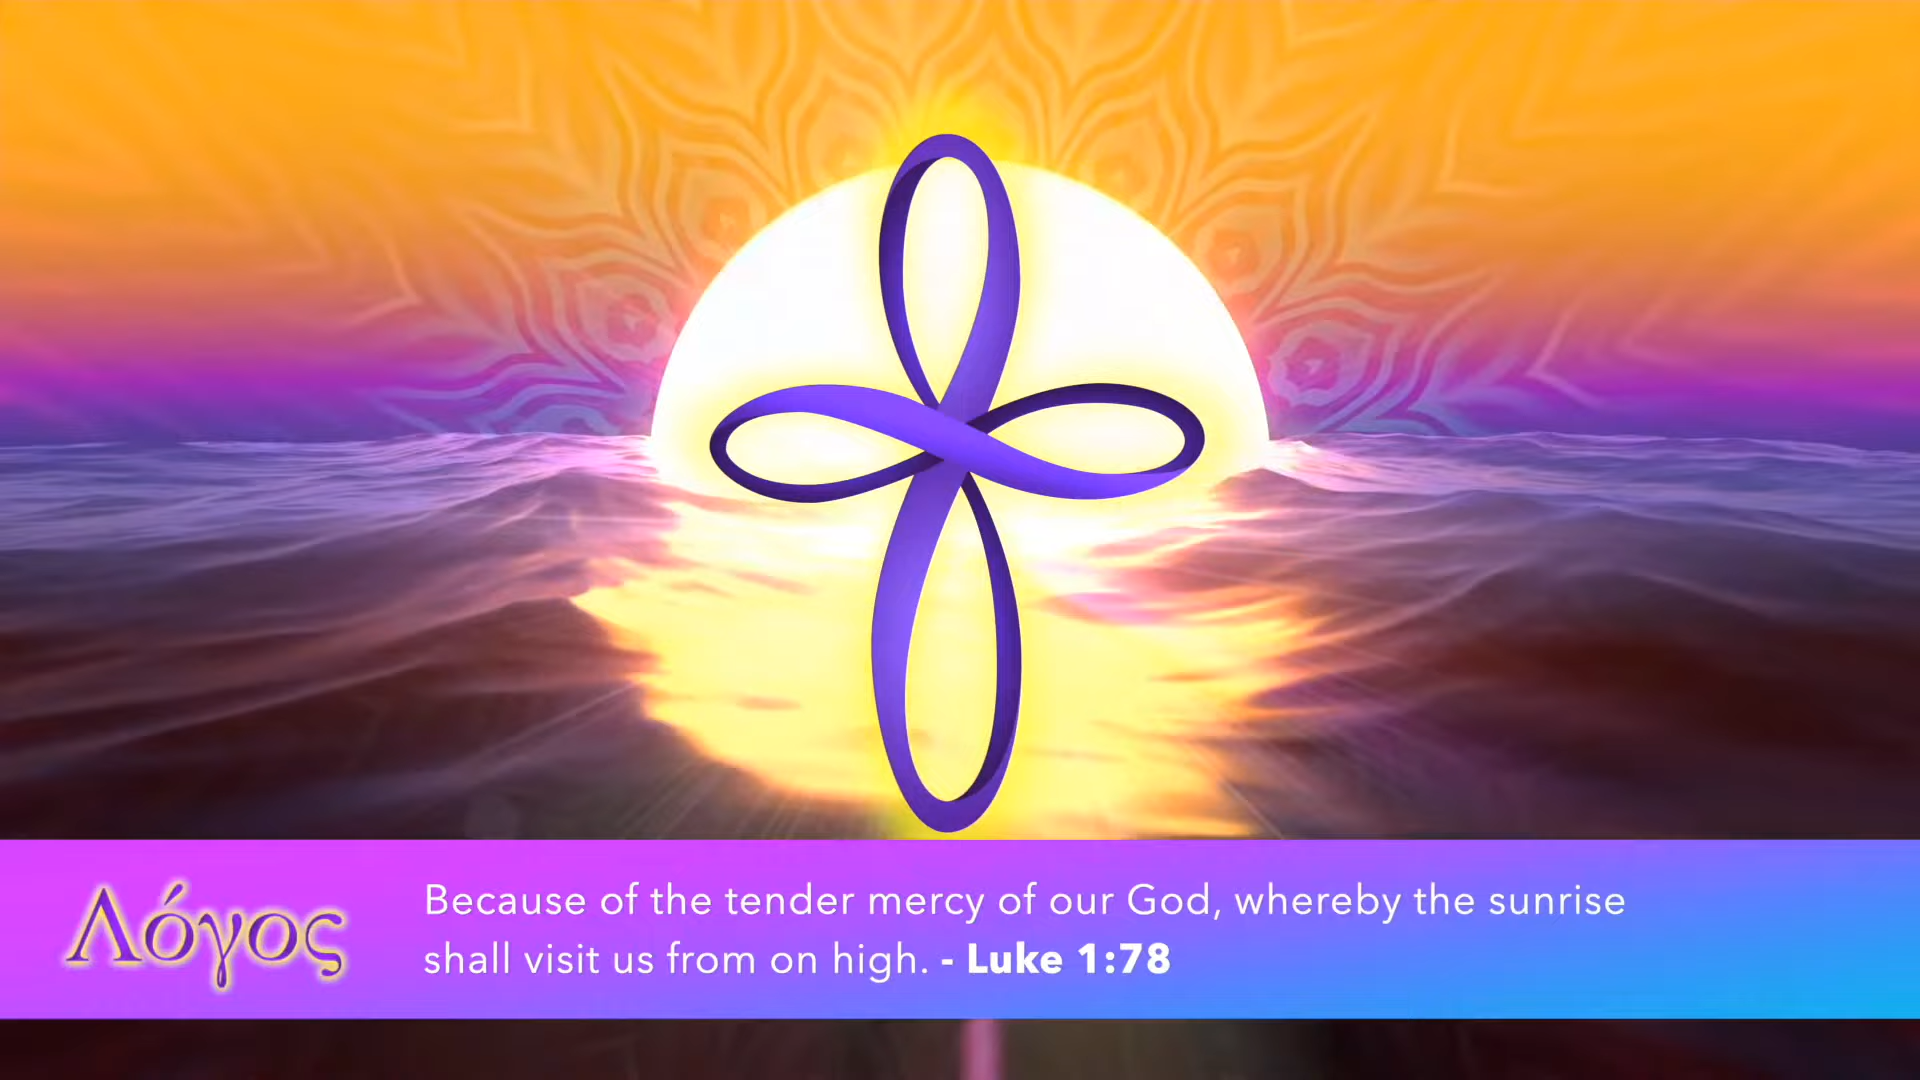 Λόγος
Because of the tender mercy of our God, whereby the sunrise
shall visit us from on high. - Luke 1:78